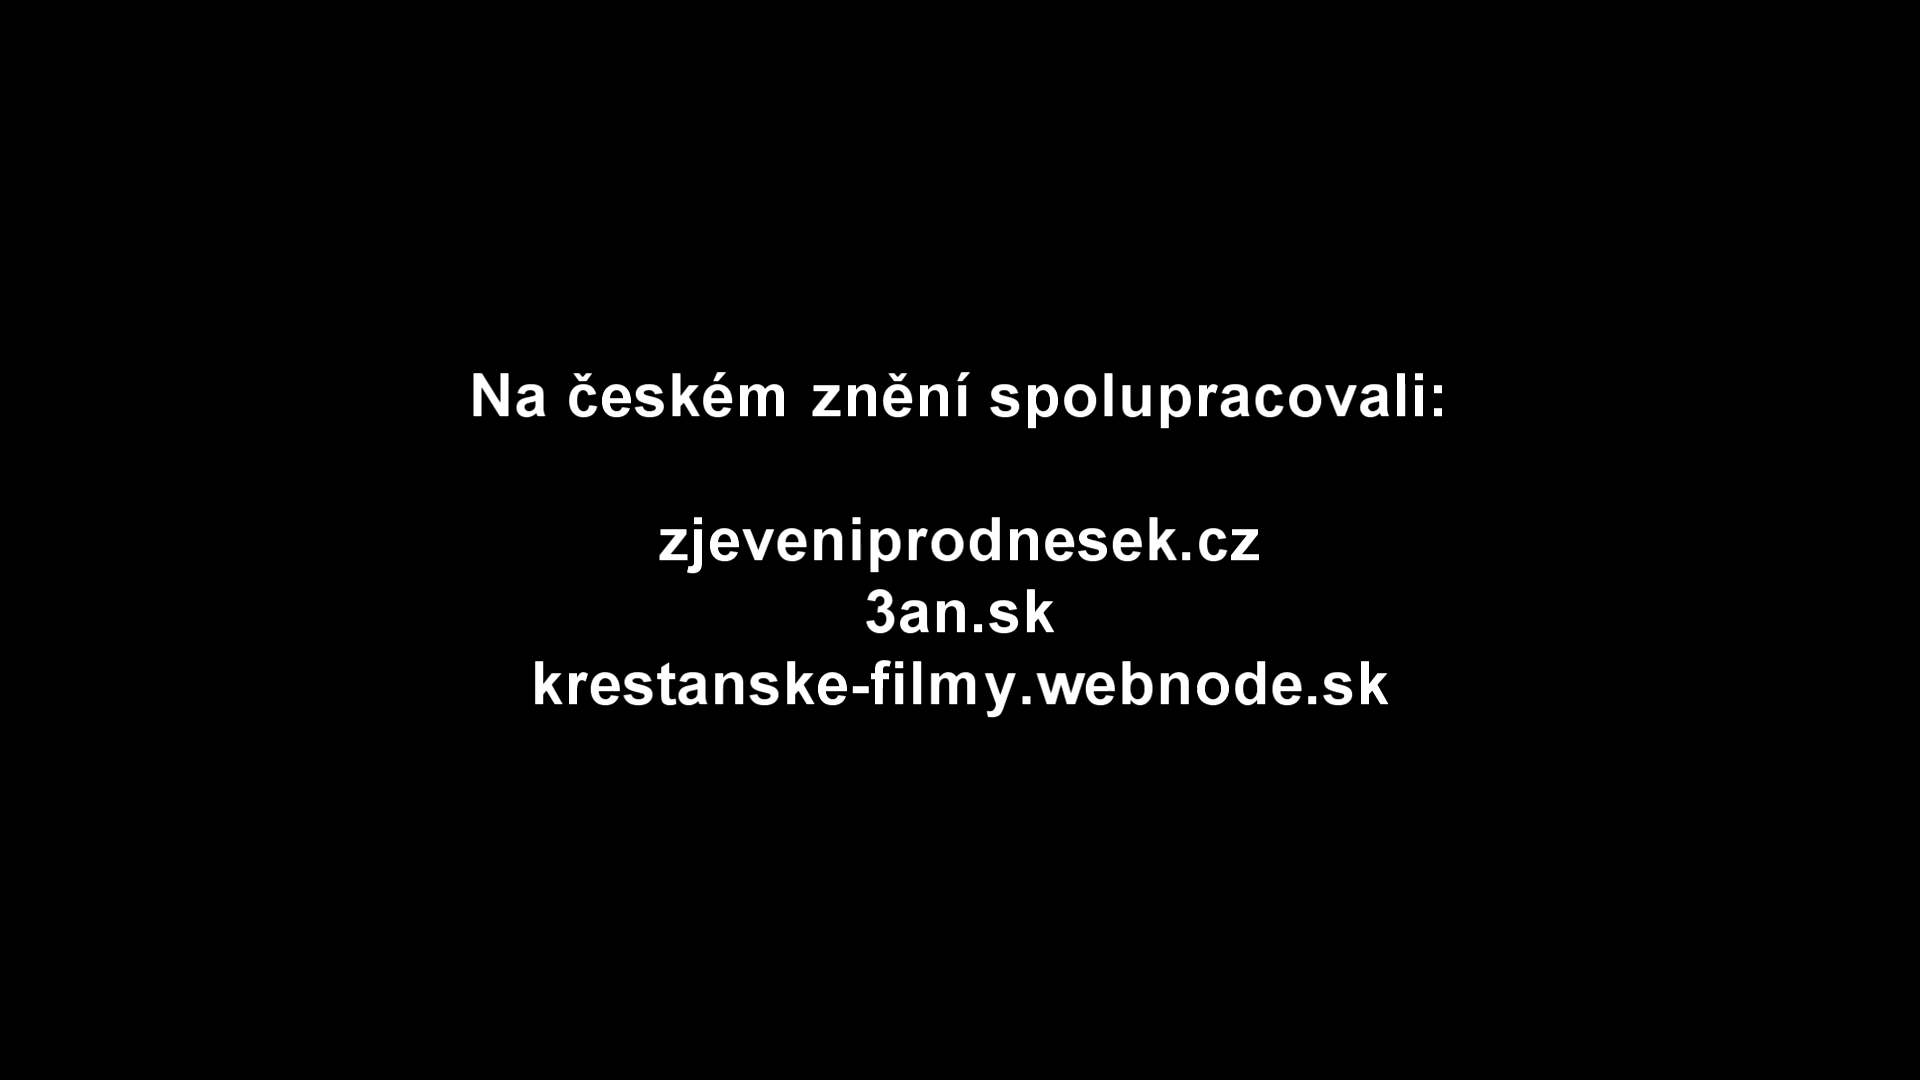 Na českém znění spolupracovali:
zjeveniprodnesek.cz
3an.sk
krestanske-filmy.webnode.sk